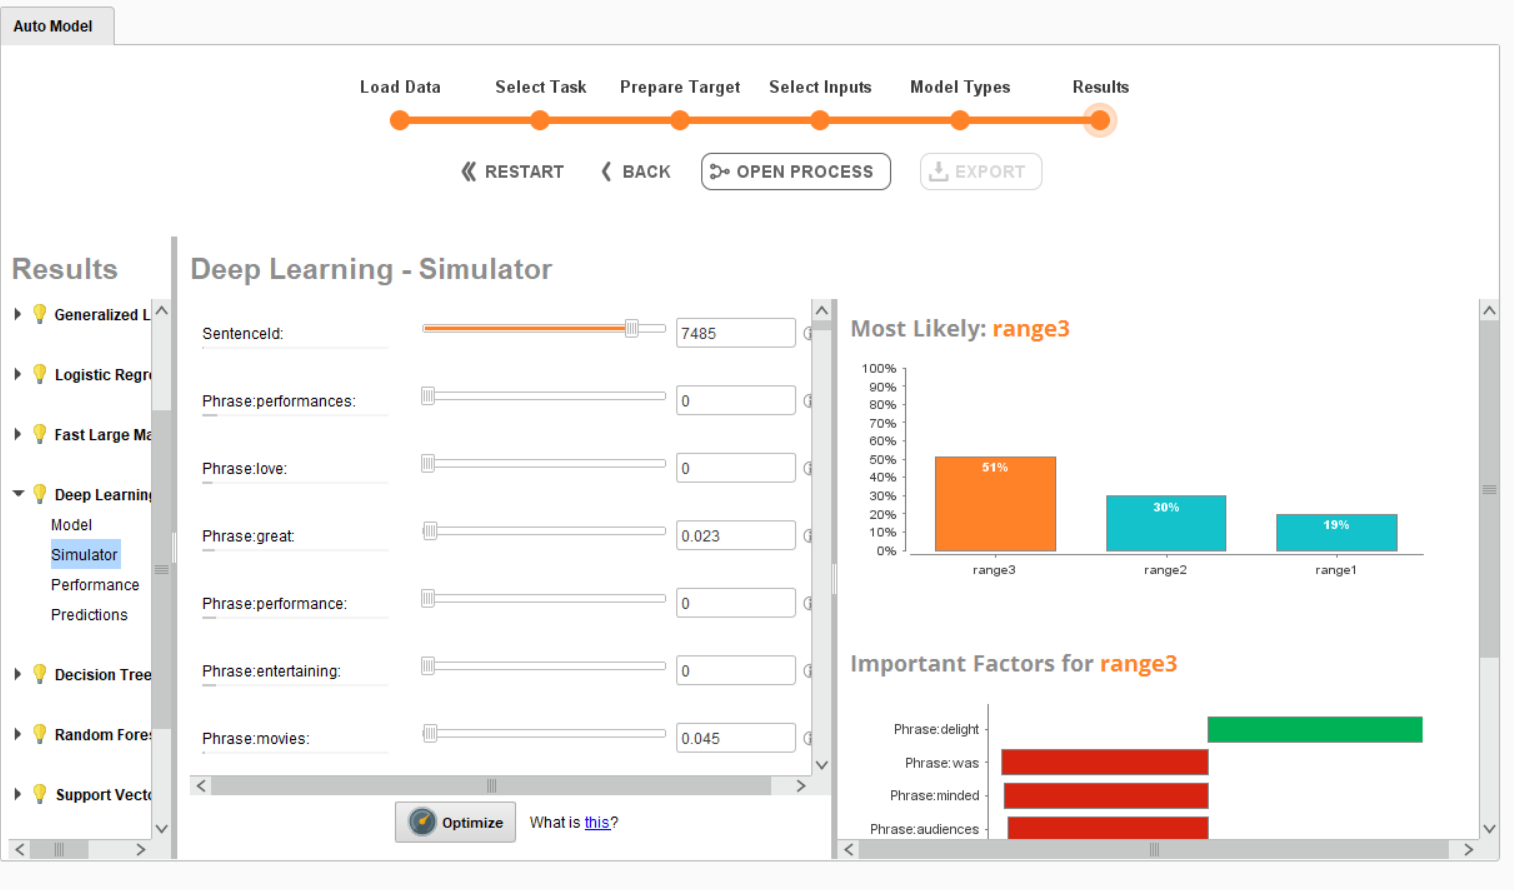 Auto Model
Load Data
Select Task
Prepare Target
Select Inputs
Model Types
Results
RESTART
BACK
OPEN PROCESS
EXPORT
Results
Generalized L
Logistic Regre
Fast Large Ma
Deep Learning
Model
Simulator
Performance
Predictions
Decision Tree
Random Fores
Support Vecto
Deep Learning - Simulator
SentenceId: 7485
Phrase:performances: 0
Phrase:love: 0
Phrase:great: 0.023
Phrase:performance: 0
Phrase:entertaining: 0
Phrase:movies: 0.045
Optimize
What is this?
Most Likely: range3
100%
90%
80%
70%
60%
50%
40%
30%
20%
10%
0%
51%
30%
19%
range3
range2
range1
Important Factors for range3
Phrase:delight
Phrase:was
Phrase:minded
Phrase:audiences